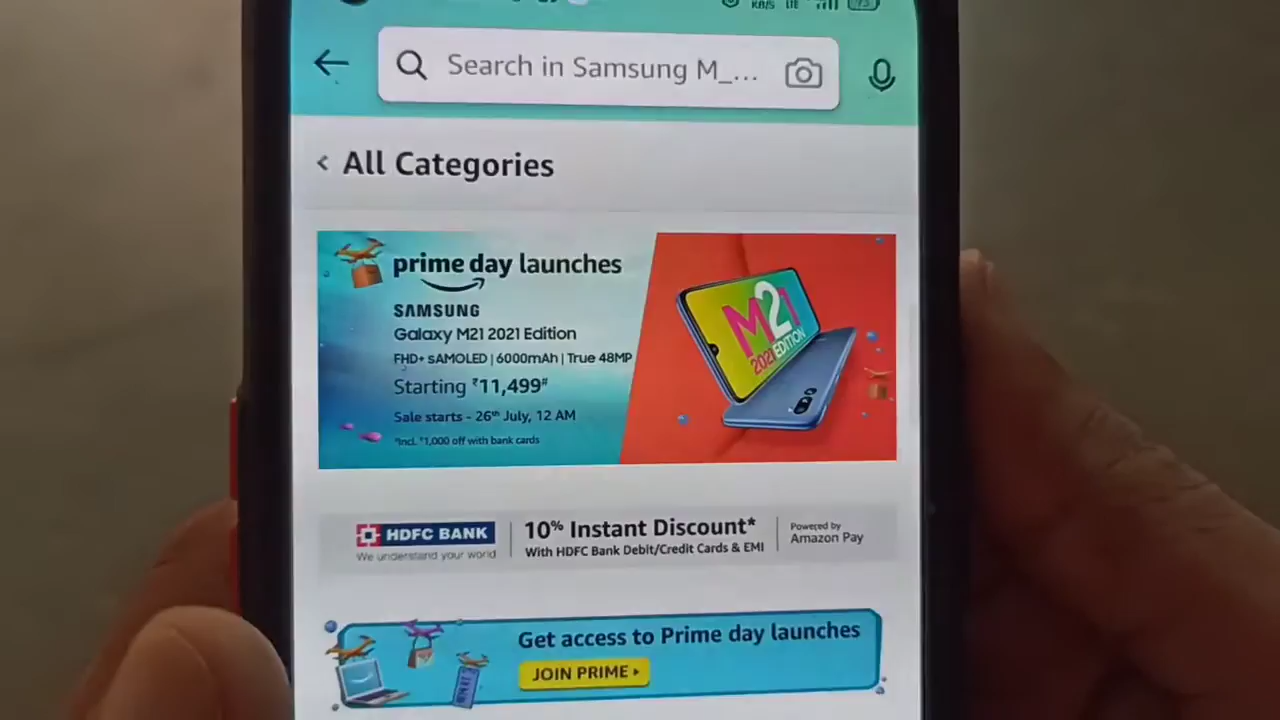 KB/S LTE 73
Search in Samsung M_...
< All Categories
prime day launches
SAMSUNG
Galaxy M21 2021 Edition
FHD+ sAMOLED | 6000mAh | True 48MP
Starting ₹11,499#
Sale starts - 26th July, 12 AM
#Incl. ₹1,000 off with bank cards
M21
2021 EDITION
HDFC BANK
We understand your world
10% Instant Discount*
With HDFC Bank Debit/Credit Cards & EMI
Powered by
Amazon Pay
Get access to Prime day launches
JOIN PRIME